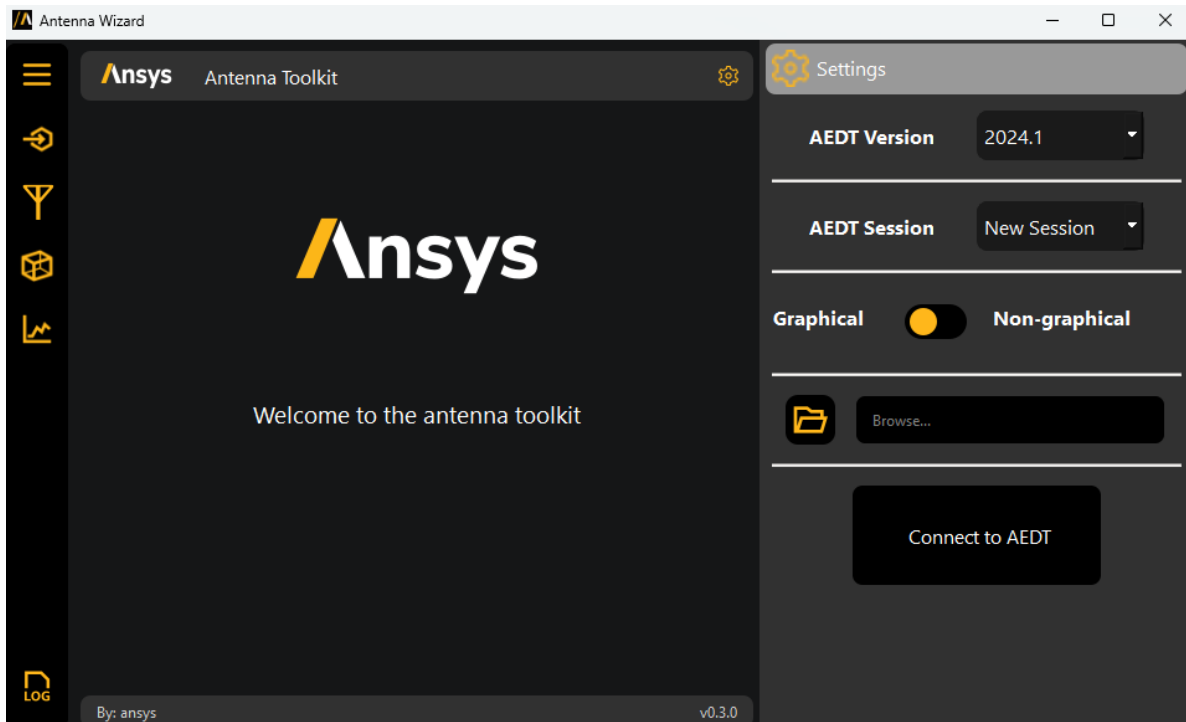 Antenna Wizard
Ansys Antenna Toolkit
Settings
AEDT Version 2024.1
AEDT Session New Session
Ansys
Graphical Non-graphical
Welcome to the antenna toolkit
Browse...
Connect to AEDT
LOG
By: ansys v0.3.0